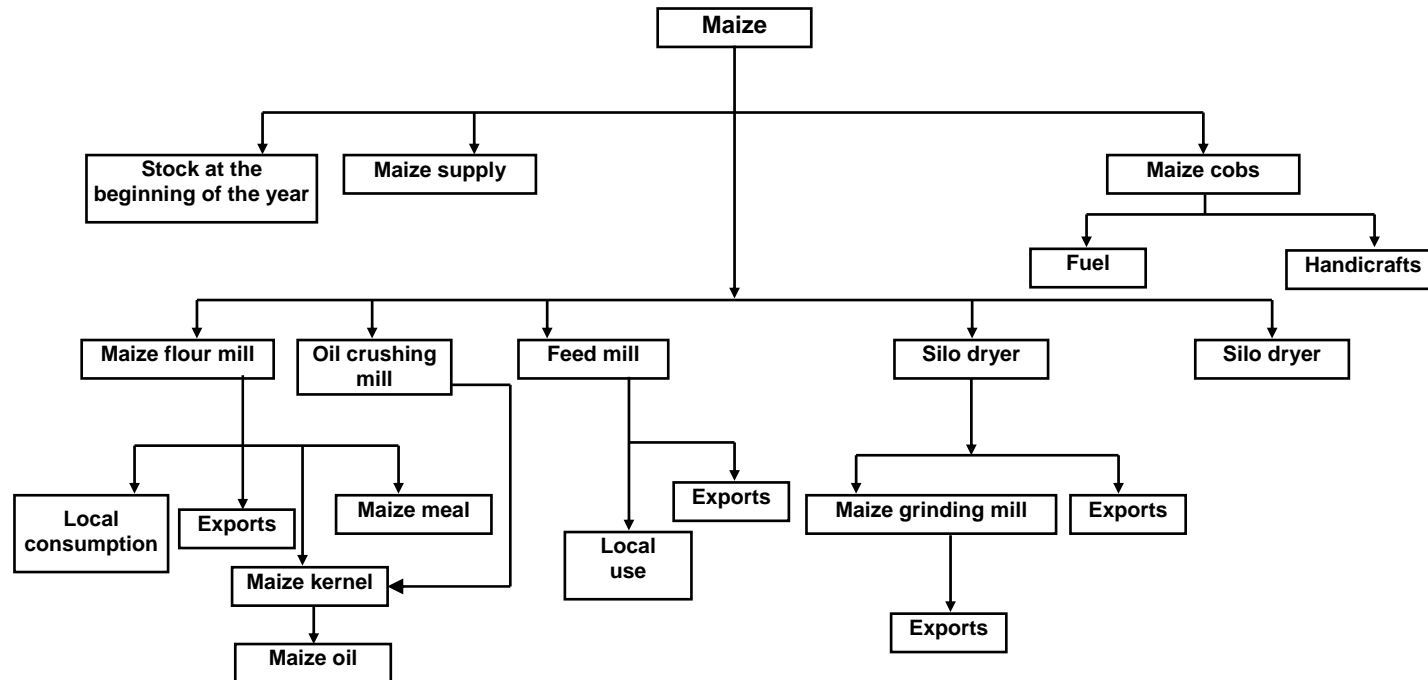 Maize
Stock at the
beginning of the year
Maize supply
Maize cobs
Fuel
Handicrafts
Maize flour mill
Oil crushing
mill
Feed mill
Silo dryer
Silo dryer
Local
consumption
Exports
Maize meal
Exports
Maize grinding mill
Exports
Local
use
Maize kernel
Exports
Maize oil